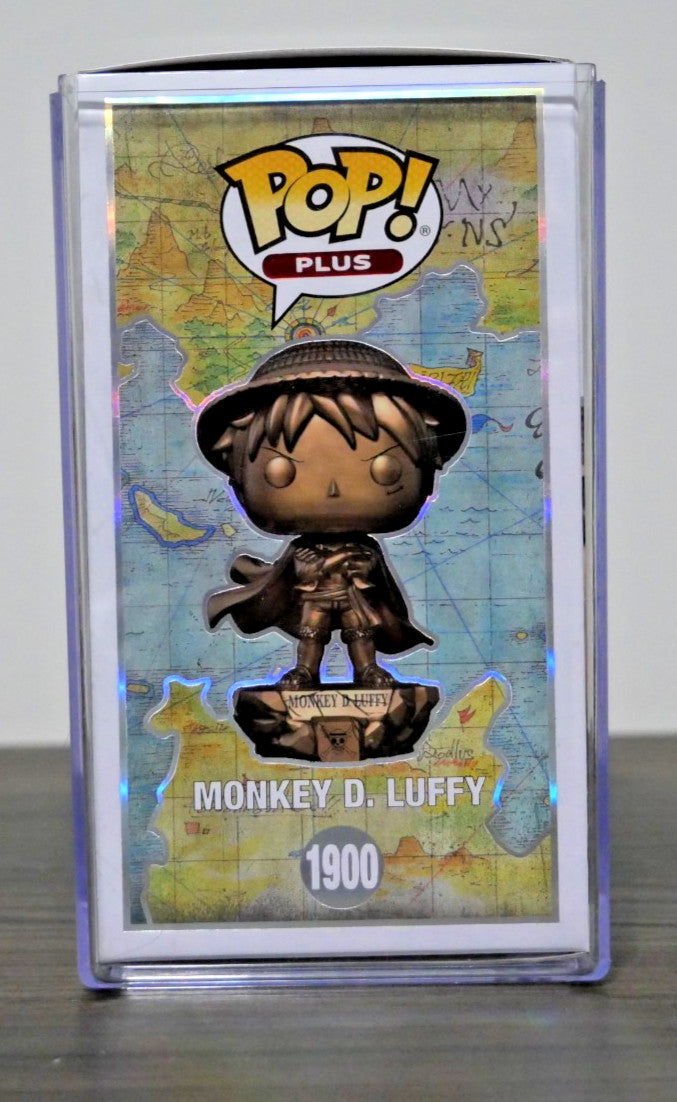 POP!®
PLUS
MONKEY D. LUFFY
MONKEY D. LUFFY
1900